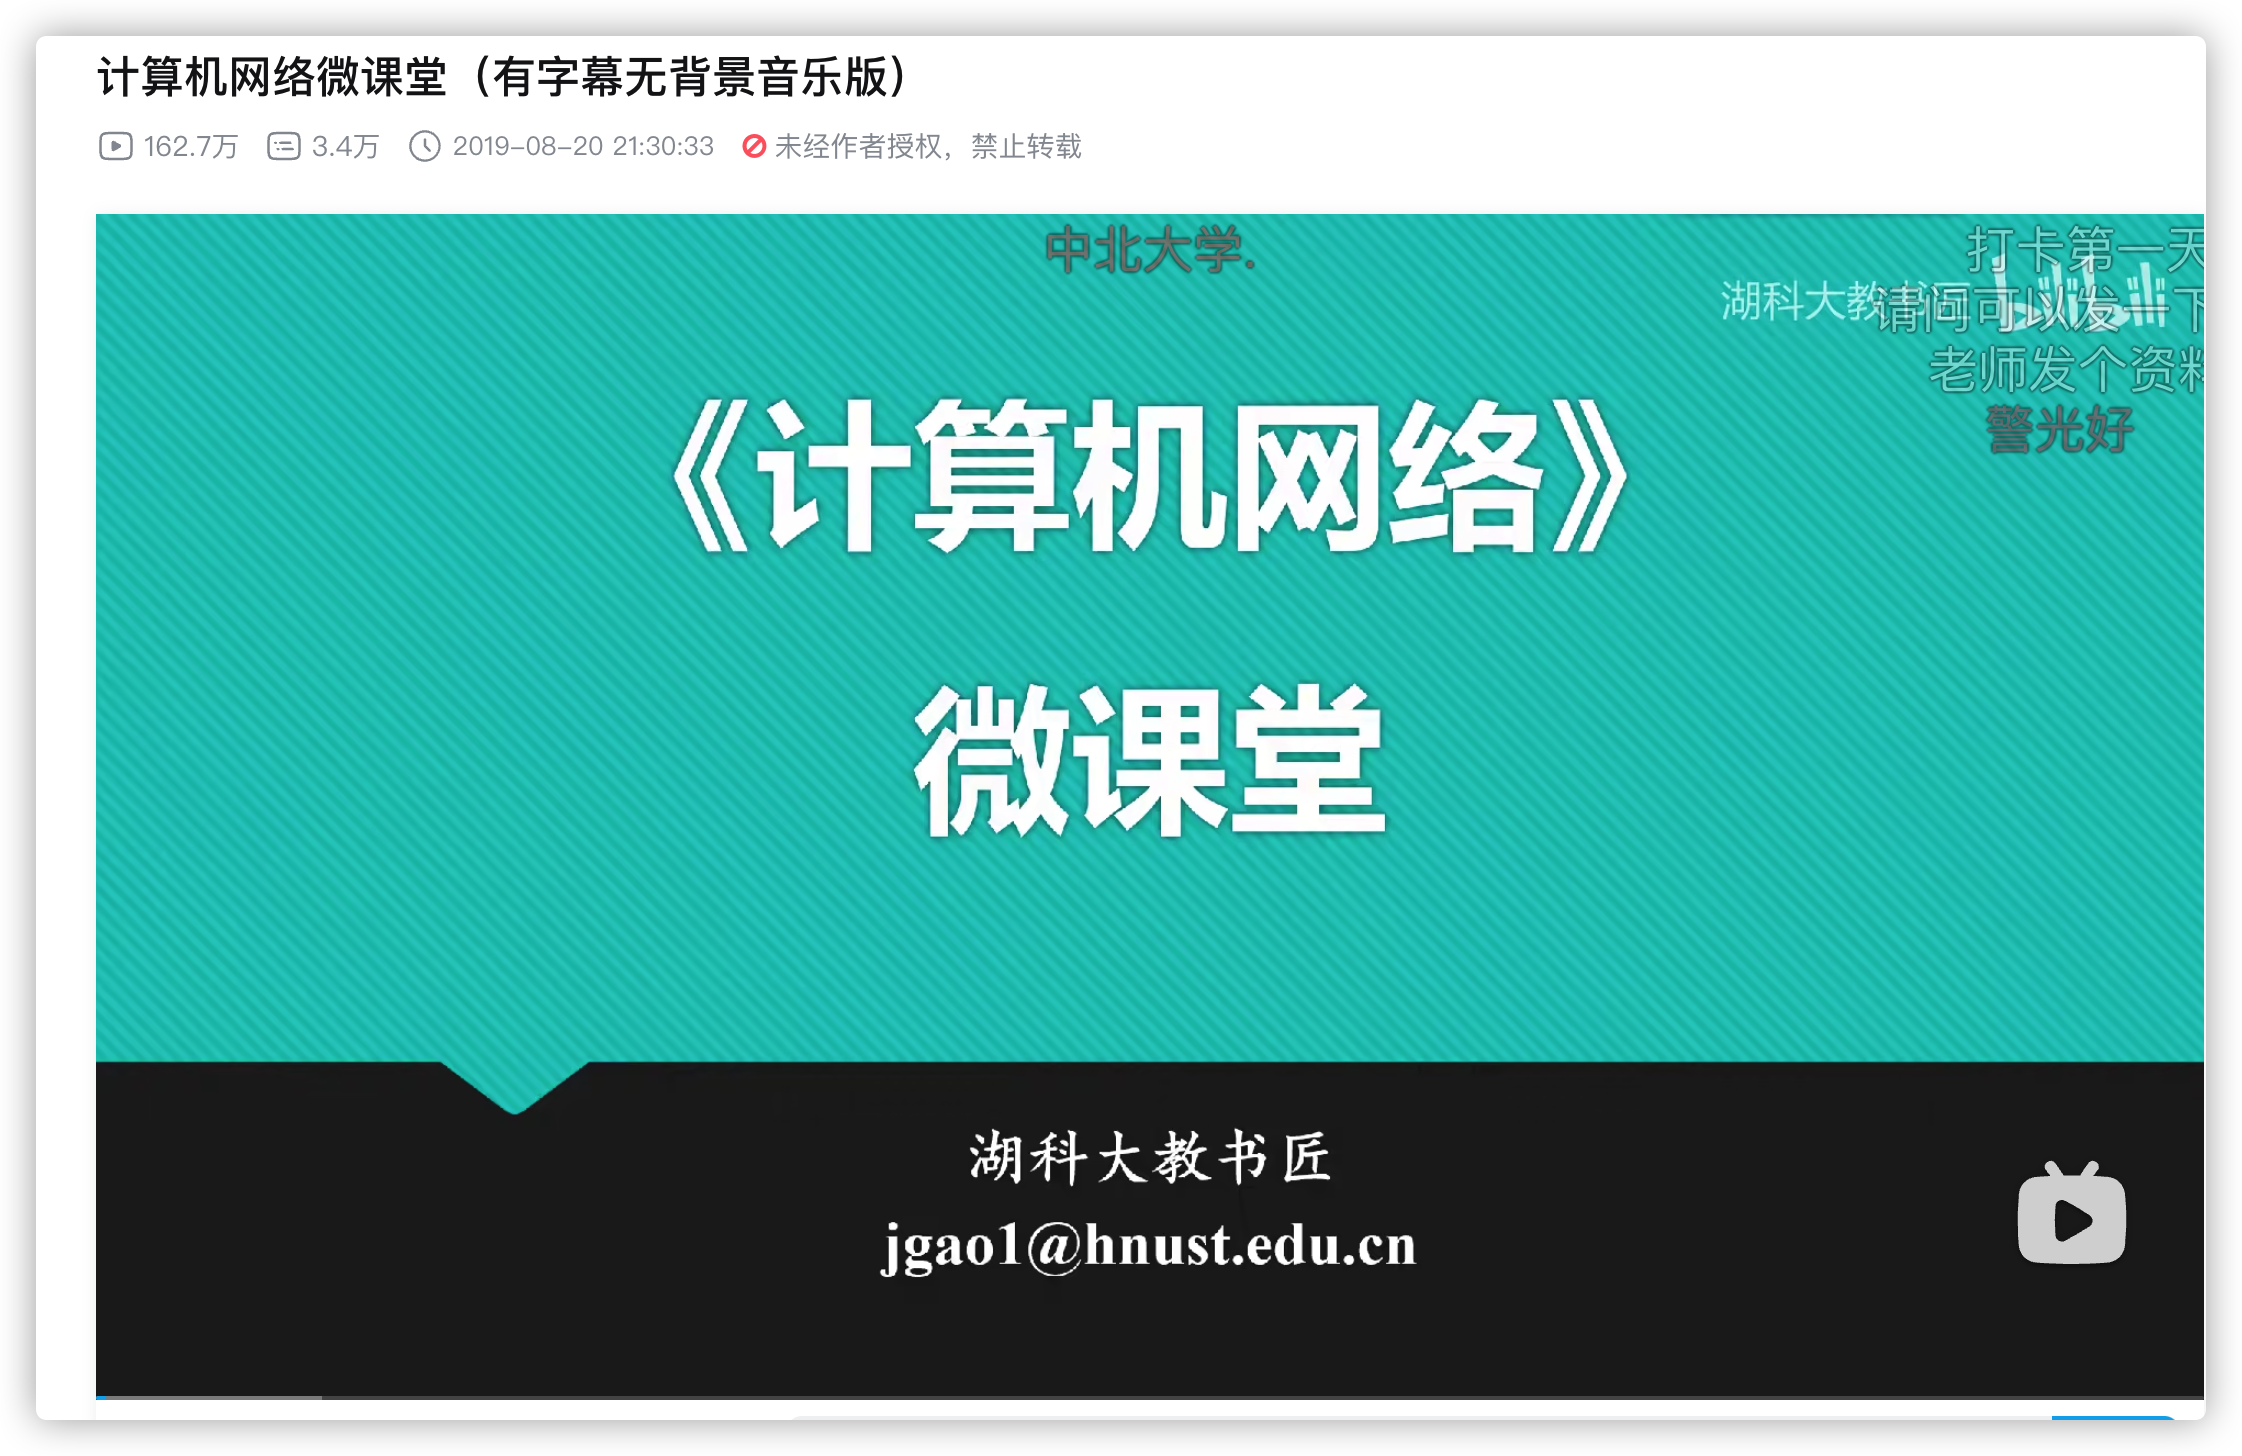 计算机网络微课堂（有字幕无背景音乐版）
162.7万 3.4万 2019-08-20 21:30:33 未经作者授权，禁止转载
中北大学.
打卡第一天
湖科大教书匠 bilibili
请问可以发一下
老师发个资料
警光好
《计算机网络》
微课堂
湖科大教书匠
jgao1@hnust.edu.cn